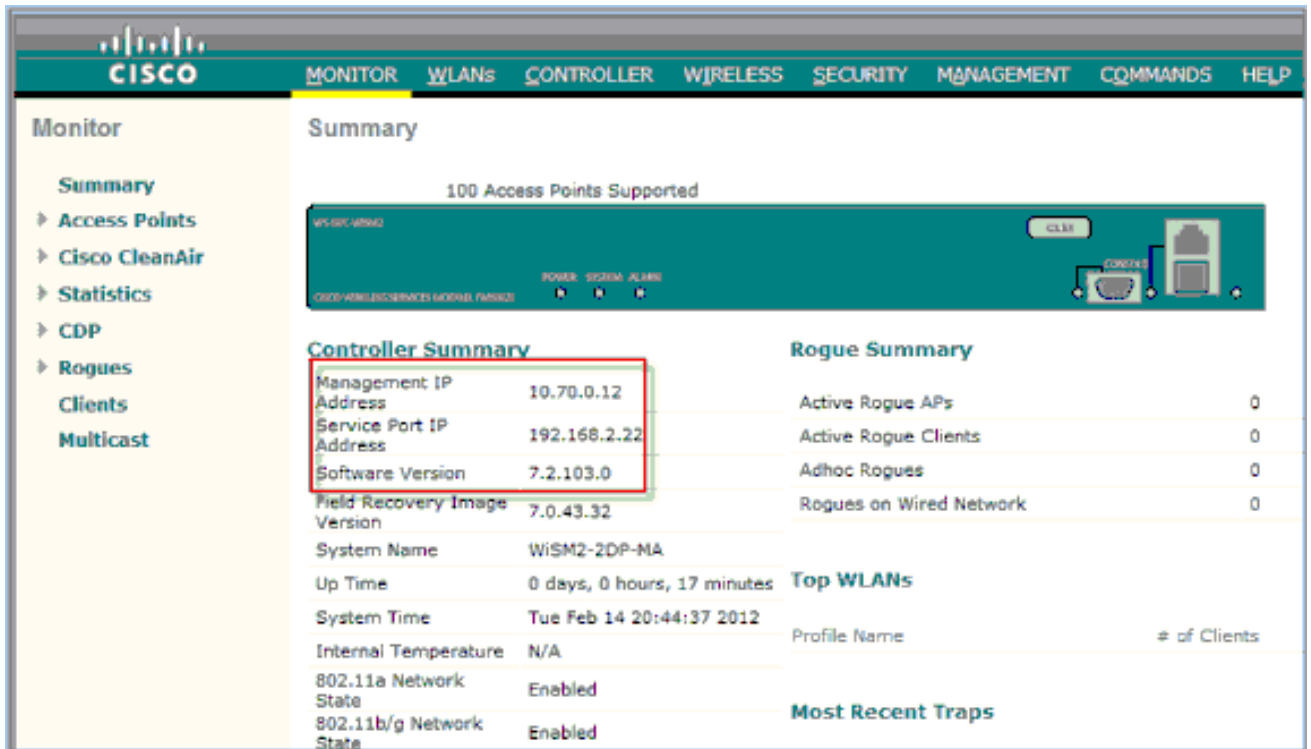 CISCO
MONITOR WLANs CONTROLLER WIRELESS SECURITY MANAGEMENT COMMANDS HELP
Monitor
Summary
Access Points
Cisco CleanAir
Statistics
CDP
Rogues
Clients
Multicast
Summary
100 Access Points Supported
POWER SYSTEM ALARM
Controller Summary
Management IP Address 10.70.0.12
Service Port IP Address 192.168.2.22
Software Version 7.2.103.0
Field Recovery Image Version 7.0.43.32
System Name WiSM2-2DP-MA
Up Time 0 days, 0 hours, 17 minutes
System Time Tue Feb 14 20:44:37 2012
Internal Temperature N/A
802.11a Network State Enabled
802.11b/g Network State Enabled
Rogue Summary
Active Rogue APs 0
Active Rogue Clients 0
Adhoc Rogues 0
Rogues on Wired Network 0
Top WLANs
Profile Name # of Clients
Most Recent Traps